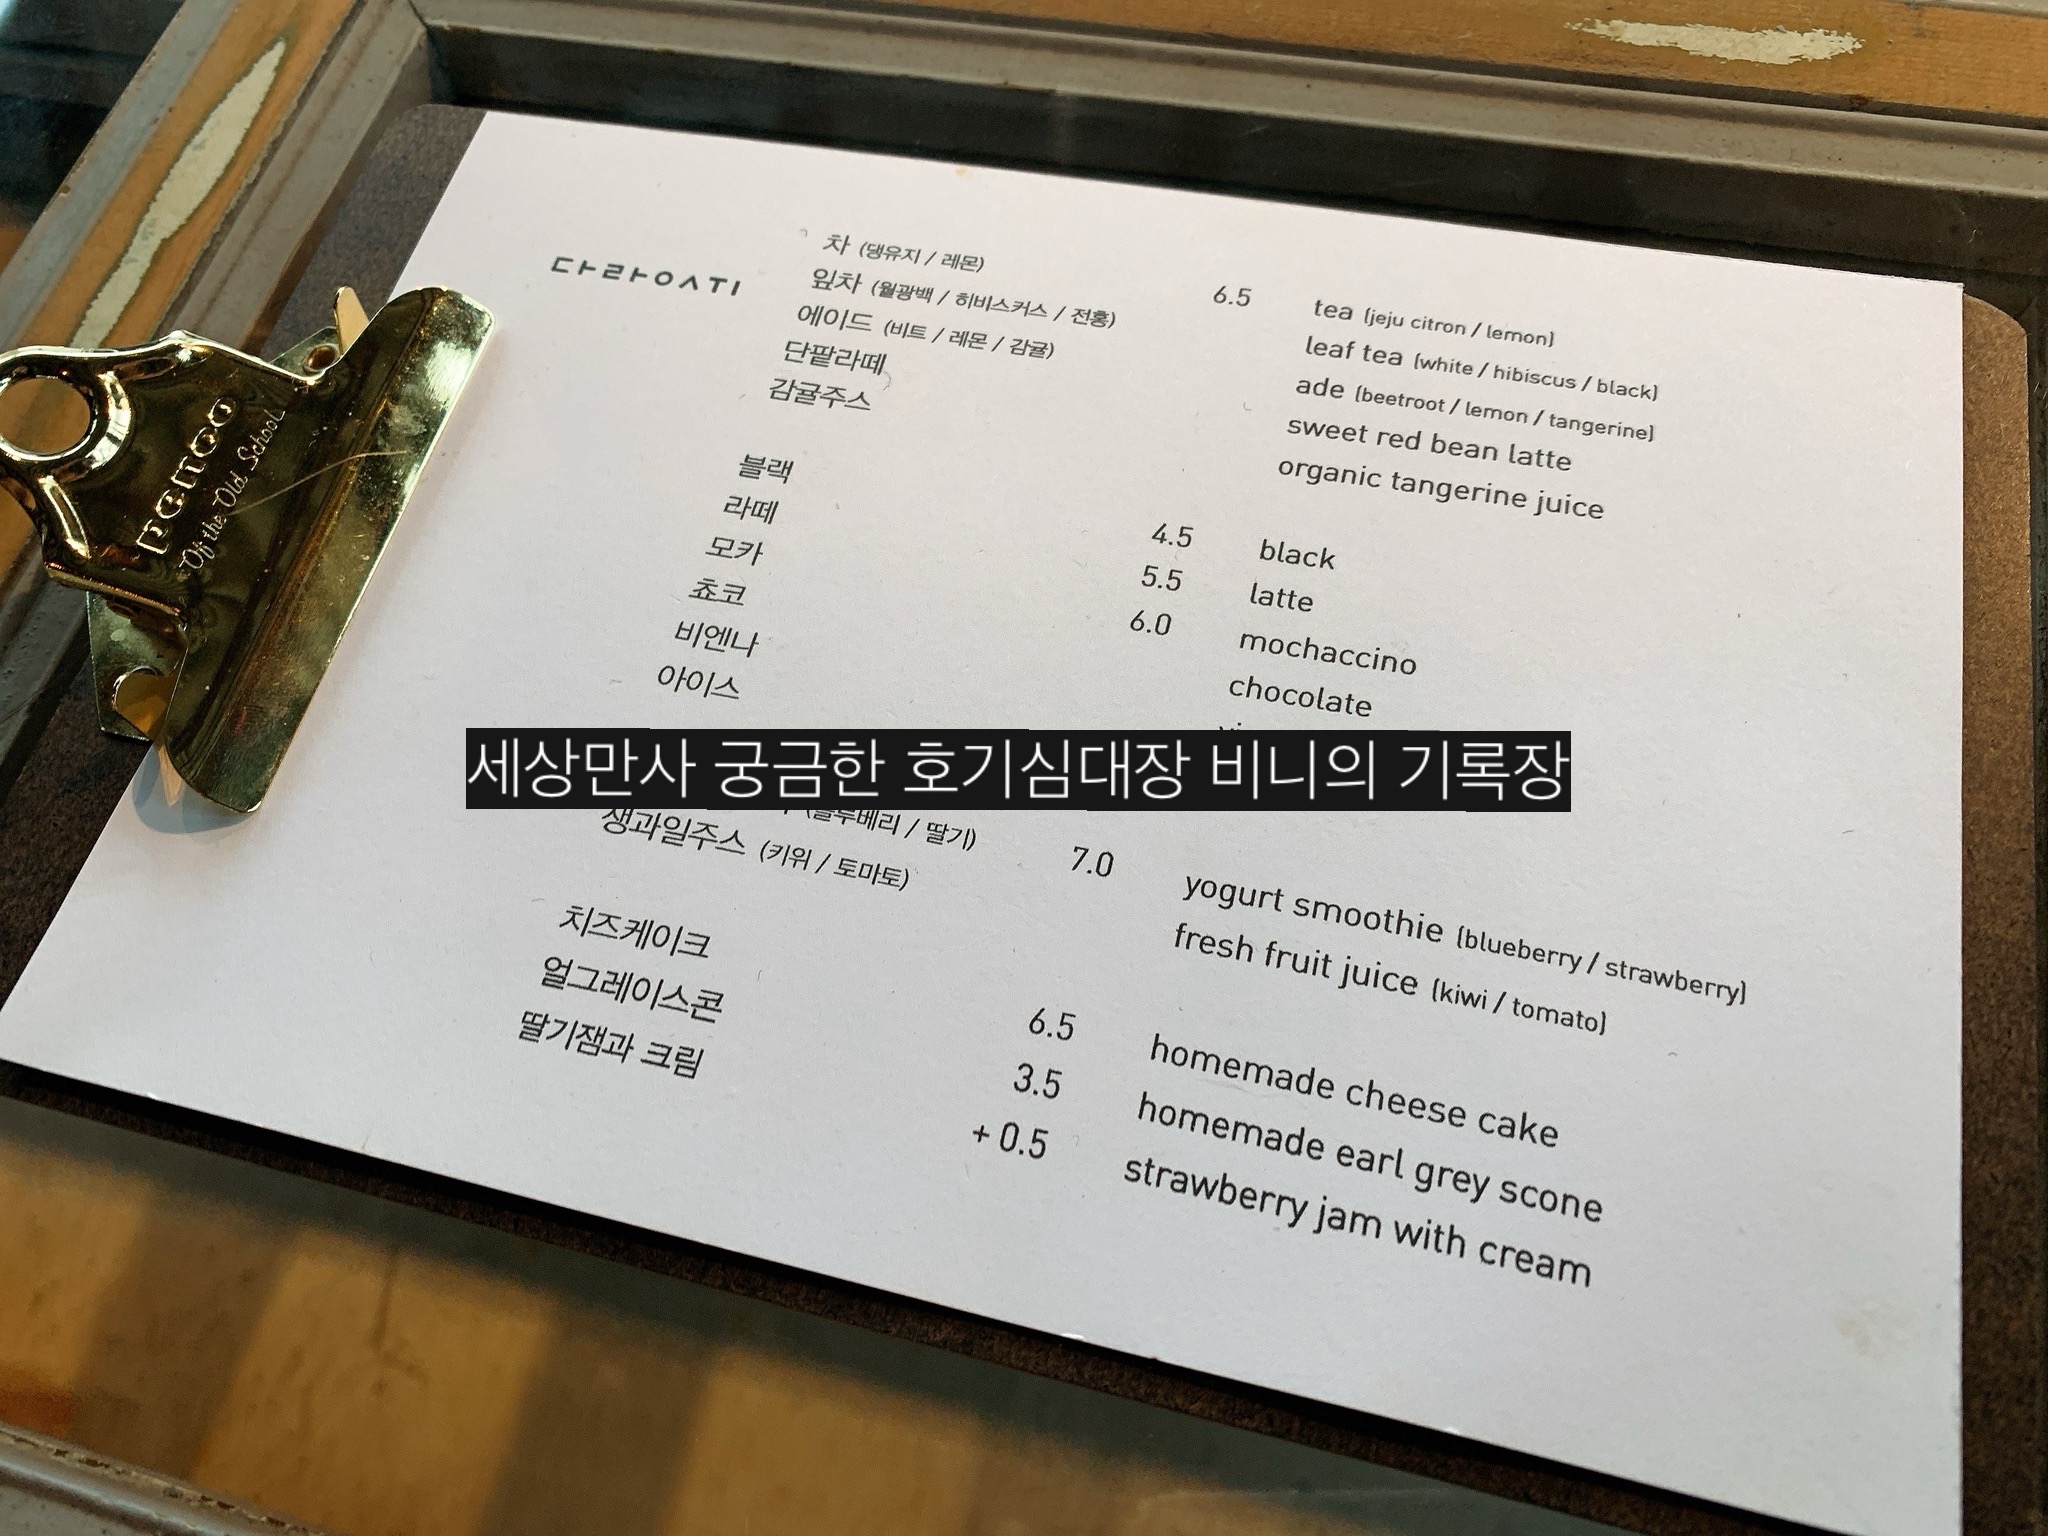 ㄷㅏㄹㅏㅇㅅㅜㅣ
차 (댕유지 / 레몬)
잎차 (월광백 / 히비스커스 / 전홍)
에이드 (비트 / 레몬 / 감귤)
단팥라떼
감귤주스
블랙
라떼
모카
쵸코
비엔나
아이스
(블루베리 / 딸기)
생과일주스 (키위 / 토마토)
치즈케이크
얼그레이스콘
딸기잼과 크림
6.5
4.5
5.5
6.0
7.0
6.5
3.5
+ 0.5
tea (jeju citron / lemon)
leaf tea (white / hibiscus / black)
ade (beetroot / lemon / tangerine)
sweet red bean latte
organic tangerine juice
black
latte
mochaccino
chocolate
yogurt smoothie (blueberry / strawberry)
fresh fruit juice (kiwi / tomato)
homemade cheese cake
homemade earl grey scone
strawberry jam with cream
penco
"Of the Old School"
세상만사 궁금한 호기심대장 비니의 기록장